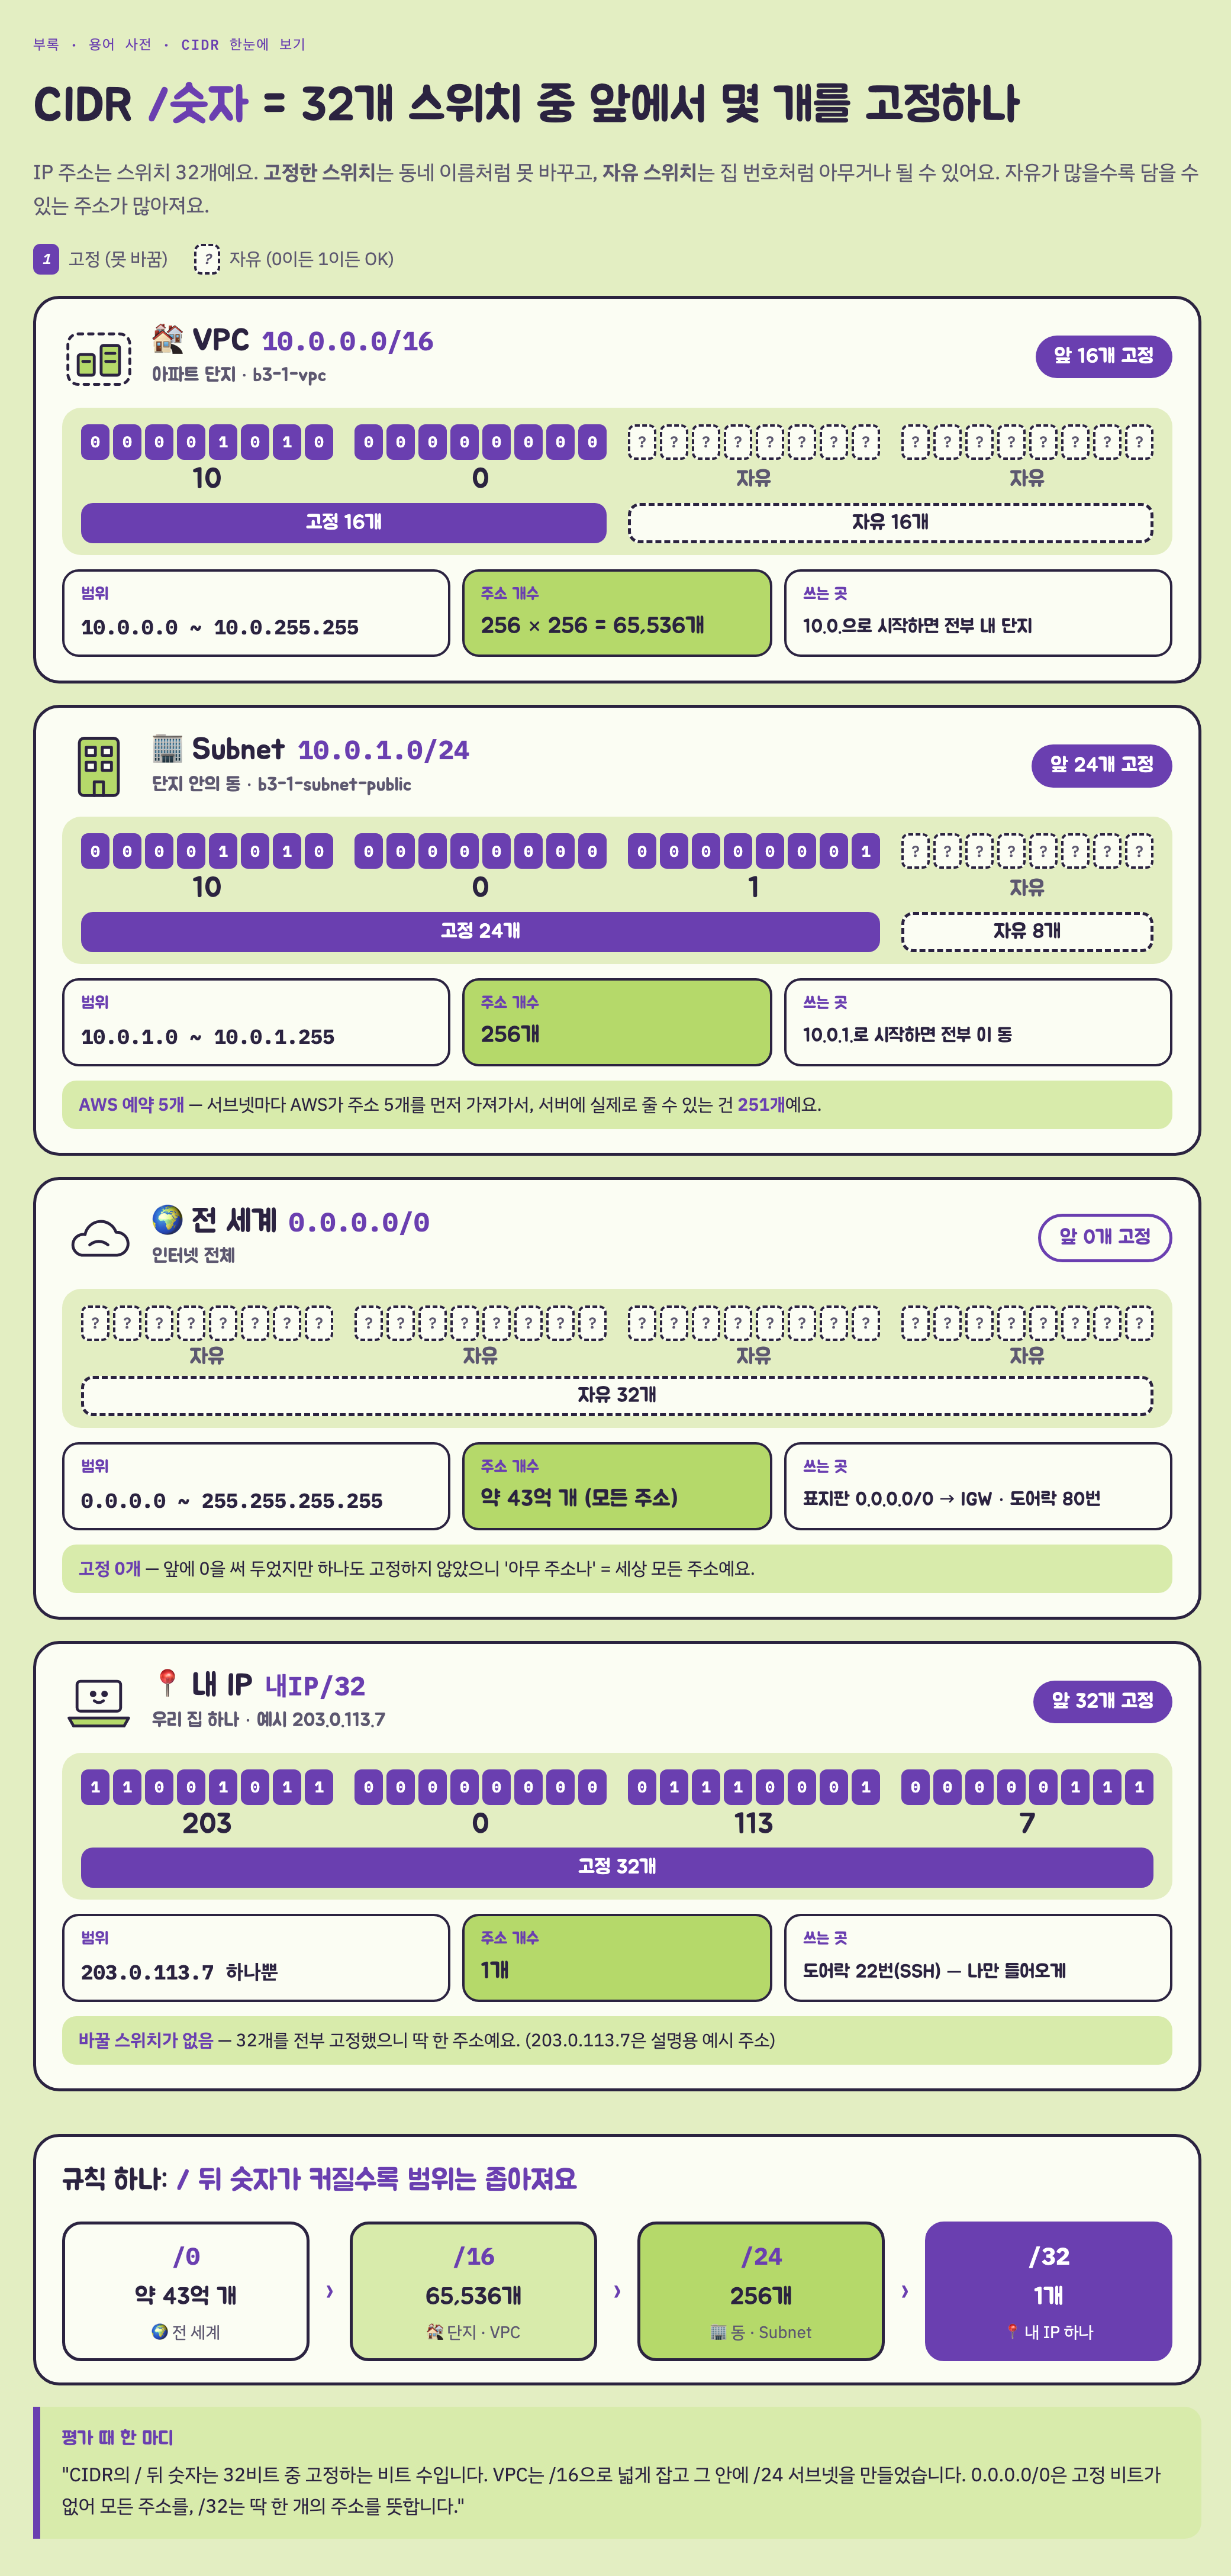 부록 · 용어 사전 · CIDR 한눈에 보기
CIDR /숫자 = 32개 스위치 중 앞에서 몇 개를 고정하나
IP 주소는 스위치 32개예요. 고정한 스위치는 동네 이름처럼 못 바꾸고, 자유 스위치는 집 번호처럼 아무거나 될 수 있어요. 자유가 많을수록 담을 수
있는 주소가 많아져요.
1 고정 (못 바꿈) ? 자유 (0이든 1이든 OK)
VPC 10.0.0.0/16
앞 16개 고정
아파트 단지 · b3-1-vpc
0 0 0 0 1 0 1 0 0 0 0 0 0 0 0 0 ? ? ? ? ? ? ? ? ? ? ? ? ? ? ? ?
10 0 자유 자유
고정 16개 자유 16개
범위 주소 개수 쓰는 곳
10.0.0.0 ~ 10.0.255.255 256 × 256 = 65,536개 10.0.으로 시작하면 전부 내 단지
Subnet 10.0.1.0/24
앞 24개 고정
단지 안의 동 · b3-1-subnet-public
0 0 0 0 1 0 1 0 0 0 0 0 0 0 0 0 0 0 0 0 0 0 0 1 ? ? ? ? ? ? ? ?
10 0 1 자유
고정 24개 자유 8개
범위 주소 개수 쓰는 곳
10.0.1.0 ~ 10.0.1.255 256개 10.0.1.로 시작하면 전부 이 동
AWS 예약 5개 — 서브넷마다 AWS가 주소 5개를 먼저 가져가서, 서버에 실제로 줄 수 있는 건 251개예요.
전 세계 0.0.0.0/0
앞 0개 고정
인터넷 전체
? ? ? ? ? ? ? ? ? ? ? ? ? ? ? ? ? ? ? ? ? ? ? ? ? ? ? ? ? ? ? ?
자유 자유 자유 자유
자유 32개
범위 주소 개수 쓰는 곳
0.0.0.0 ~ 255.255.255.255 약 43억 개 (모든 주소) 표지판 0.0.0.0/0 → IGW · 도어락 80번
고정 0개 — 앞에 0을 써 두었지만 하나도 고정하지 않았으니 '아무 주소나' = 세상 모든 주소예요.
내 IP 내IP/32
앞 32개 고정
우리 집 하나 · 예시 203.0.113.7
1 1 0 0 1 0 1 1 0 0 0 0 0 0 0 0 0 1 1 1 0 0 0 1 0 0 0 0 0 1 1 1
203 0 113 7
고정 32개
범위 주소 개수 쓰는 곳
203.0.113.7 하나뿐 1개 도어락 22번(SSH) — 나만 들어오게
바꿀 스위치가 없음 — 32개를 전부 고정했으니 딱 한 주소예요. (203.0.113.7은 설명용 예시 주소)
규칙 하나: / 뒤 숫자가 커질수록 범위는 좁아져요
/0 /16 /24 /32
약 43억 개 › 65,536개 › 256개 › 1개
전 세계 단지 · VPC 동 · Subnet 내 IP 하나
평가 때 한 마디
"CIDR의 / 뒤 숫자는 32비트 중 고정하는 비트 수입니다. VPC는 /16으로 넓게 잡고 그 안에 /24 서브넷을 만들었습니다. 0.0.0.0/0은 고정 비트가
없어 모든 주소를, /32는 딱 한 개의 주소를 뜻합니다."